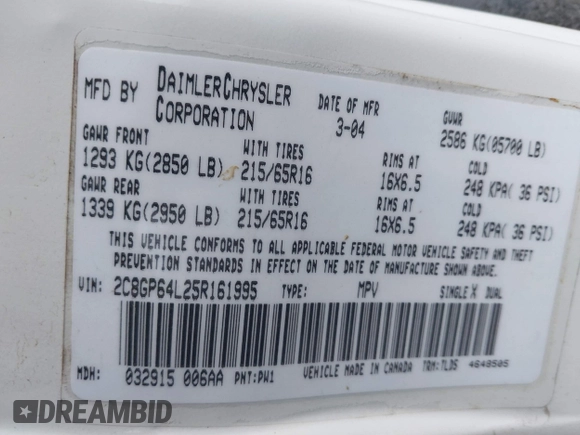 MFD BY DAIMLERCHRYSLER CORPORATION DATE OF MFR 3-04 GVWR 2586 KG(05700 LB)
GAWR FRONT WITH TIRES RIMS AT COLD
1293 KG(2850 LB) 215/65R16 16X6.5 248 KPA( 36 PSI)
GAWR REAR WITH TIRES RIMS AT COLD
1339 KG(2950 LB) 215/65R16 16X6.5 248 KPA( 36 PSI)
THIS VEHICLE CONFORMS TO ALL APPLICABLE FEDERAL MOTOR VEHICLE SAFETY AND THEFT
PREVENTION STANDARDS IN EFFECT ON THE DATE OF MANUFACTURE SHOWN ABOVE.
VIN: 2C8GP64L25R161995 TYPE: MPV SINGLE X DUAL
MDH: 032915 006AA PNT:PW1 VEHICLE MADE IN CANADA TRM:TLDS 4648505
DREAMBID